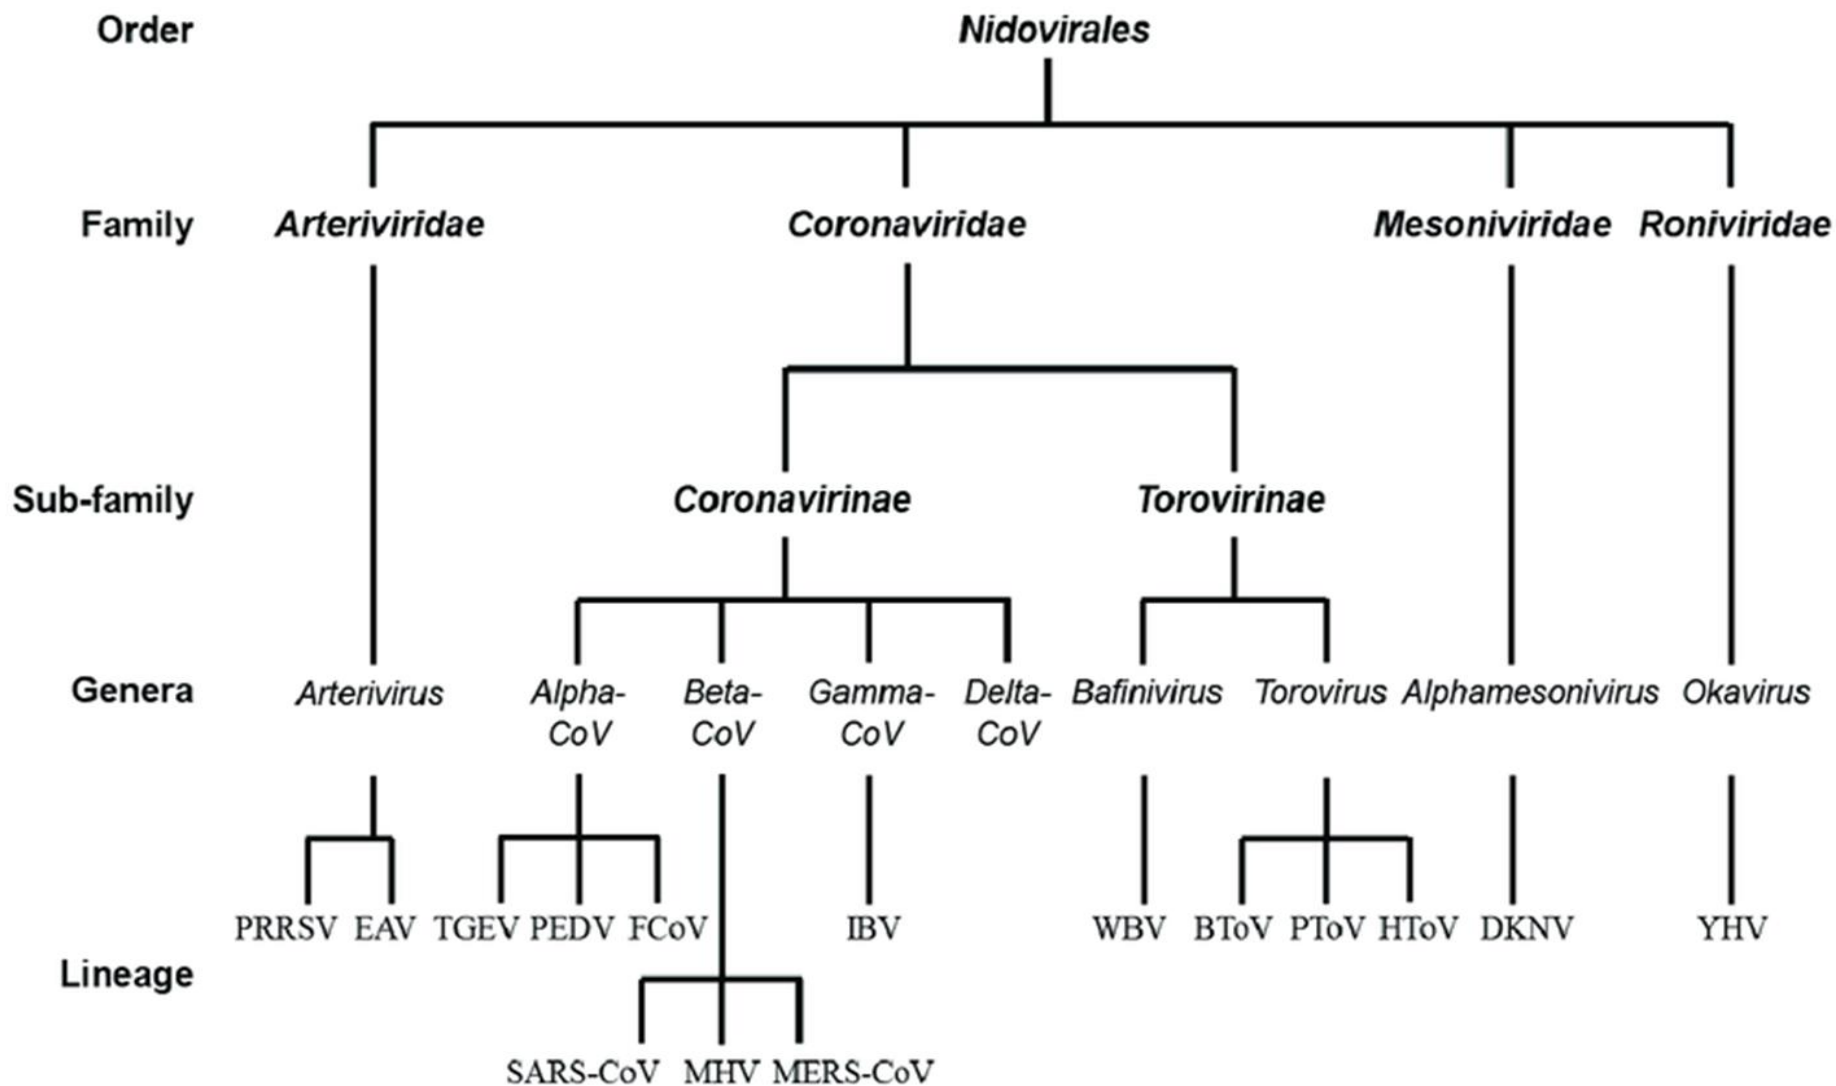 Order Nidovirales
Family Arteriviridae Coronaviridae Mesoniviridae Roniviridae
Sub-family Coronavirinae Torovirinae
Genera Arterivirus Alpha- Beta- Gamma- Delta- Bafinivirus Torovirus Alphamesonivirus Okavirus
CoV CoV CoV CoV
PRRSV EAV TGEV PEDV FCoV IBV WBV BToV PToV HToV DKNV YHV
Lineage
SARS-CoV MHV MERS-CoV